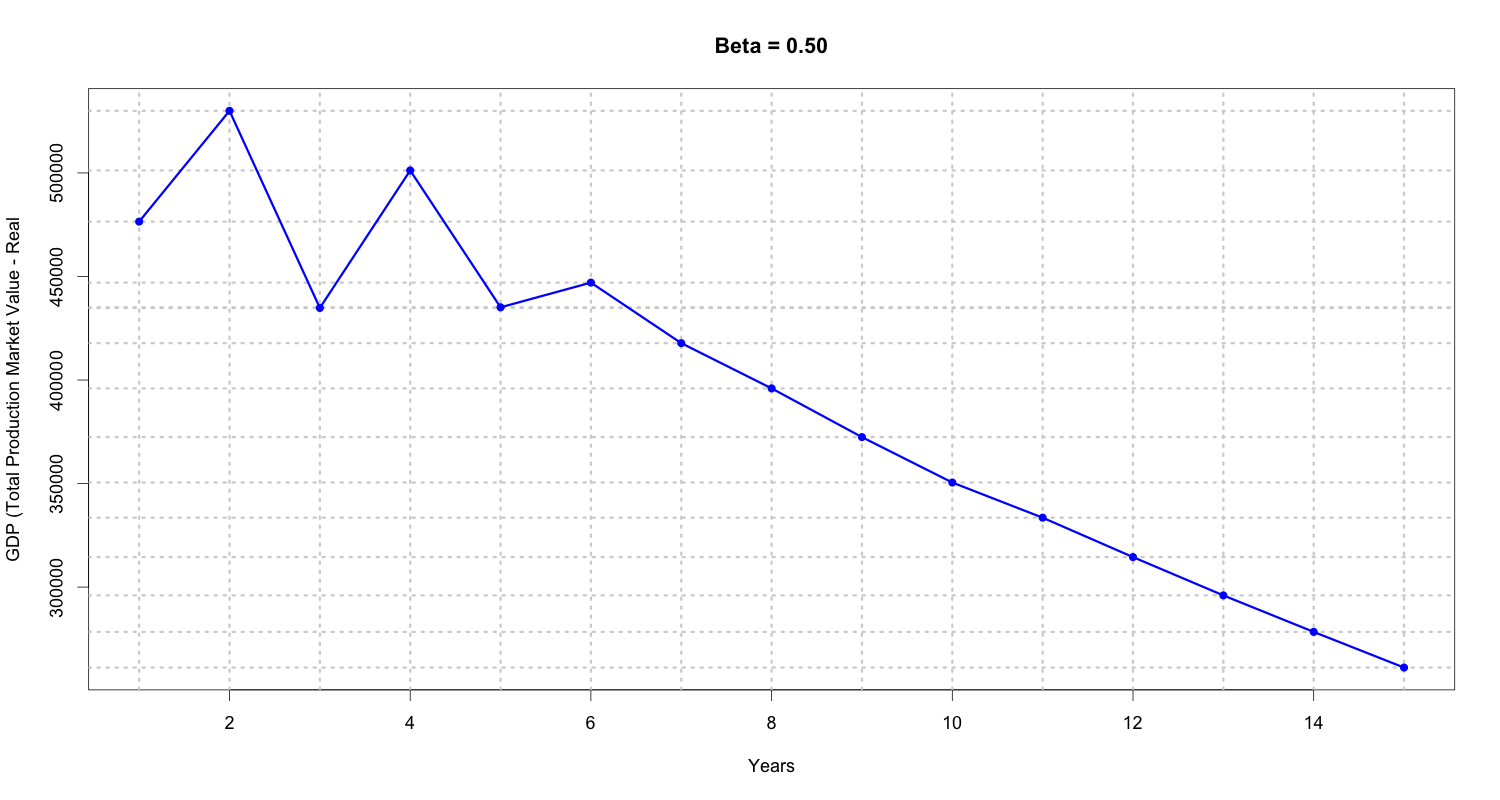 Beta = 0.50
GDP (Total Production Market Value - Real
500000
450000
400000
350000
300000
2 4 6 8 10 12 14
Years